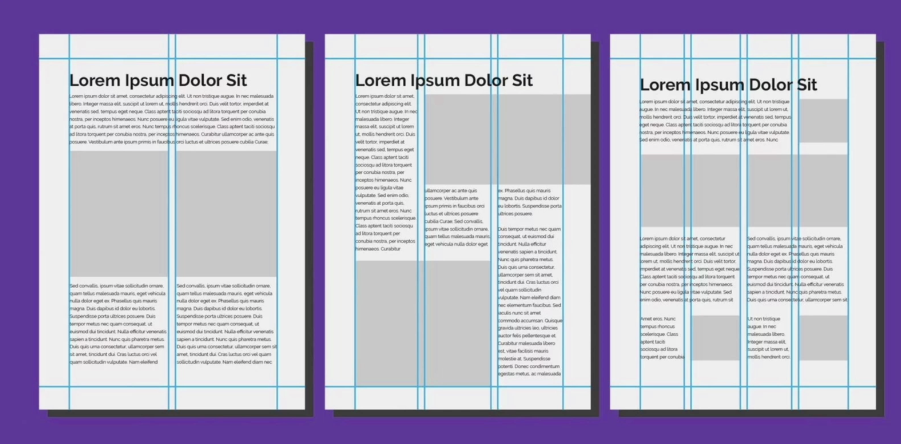 Lorem Ipsum Dolor Sit
Lorem ipsum dolor sit amet, consectetur adipiscing elit. Ut non tristique augue. In nec malesuada
libero. Integer massa elit, suscipit ut lorem ut, mollis hendrerit orci. Duis velit tortor, imperdiet at
venenatis sed, tempus eget neque. Class aptent taciti sociosqu ad litora torquent per conubia
nostra, per inceptos himenaeos. Nunc posuere eu ligula vitae vulputate. Sed enim odio, venenatis
at porta quis, rutrum sit amet eros. Nunc tempus rhoncus scelerisque. Class aptent taciti sociosqu
ad litora torquent per conubia nostra, per inceptos himenaeos. Curabitur ullamcorper ac ante quis
posuere. Vestibulum ante ipsum primis in faucibus orci luctus et ultrices posuere cubilia Curae;
Sed convallis, ipsum vitae sollicitudin ornare,
quam tellus malesuada mauris, eget vehicula
nulla dolor eget ex. Phasellus quis mauris
magna. Duis dapibus id dolor eu lobortis.
Suspendisse porta ultrices posuere. Duis
tempor metus nec quam consequat, ut
euismod dui tincidunt. Nulla efficitur venenatis
sapien a tincidunt. Nunc pharetra metus.
Duis quis urna consectetur, ullamcorper sem
sit amet, tincidunt dui. Cras luctus orci vel
quam sollicitudin vulputate. Nam eleifend
Sed convallis, ipsum vitae sollicitudin ornare,
quam tellus malesuada mauris, eget vehicula
nulla dolor eget ex. Phasellus quis mauris
magna. Duis dapibus id dolor eu lobortis.
Suspendisse porta ultrices posuere. Duis
tempor metus nec quam consequat, ut
euismod dui tincidunt. Nulla efficitur venenatis
sapien a tincidunt. Nunc pharetra metus.
Duis quis urna consectetur, ullamcorper sem
sit amet, tincidunt dui. Cras luctus orci vel quam
sollicitudin vulputate. Nam eleifend diam nec
Lorem Ipsum Dolor Sit
Lorem ipsum dolor sit amet,
consectetur adipiscing elit.
Ut non tristique augue. In nec
malesuada libero. Integer
massa elit, suscipit ut lorem
ut, mollis hendrerit orci. Duis
velit tortor, imperdiet at
venenatis sed, tempus eget
neque. Class aptent taciti
sociosqu ad litora torquent
per conubia nostra, per
inceptos himenaeos. Nunc
posuere eu ligula vitae
vulputate. Sed enim odio,
venenatis at porta quis,
rutrum sit amet eros. Nunc
tempus rhoncus scelerisque.
Class aptent taciti sociosqu
ad litora torquent per
conubia nostra, per inceptos
himenaeos. Curabitur
ullamcorper ac ante quis
posuere. Vestibulum ante
ipsum primis in faucibus orci
luctus et ultrices posuere
cubilia Curae; Sed convallis,
ipsum vitae sollicitudin ornare,
quam tellus malesuada mauris,
eget vehicula nulla dolor eget
ex. Phasellus quis mauris
magna. Duis dapibus id dolor
eu lobortis. Suspendisse porta
ultrices posuere.
Duis tempor metus nec quam
consequat, ut euismod dui
tincidunt. Nulla efficitur
venenatis sapien a tincidunt.
Nunc pharetra metus.
Duis quis urna consectetur,
ullamcorper sem sit amet,
tincidunt dui. Cras luctus orci
vel quam sollicitudin
vulputate. Nam eleifend diam
nec elementum faucibus. Sed
iaculis nunc sit amet
commodo accumsan. Quisque
gravida ultricies leo, ultricies
auctor felis pellentesque et.
Curabitur malesuada libero
est, vitae facilisis mauris
molestie at. Suspendisse
potenti. Donec condimentum
egestas metus, ac malesuada
Lorem Ipsum Dolor Sit
Lorem ipsum dolor sit amet, consectetur adipiscing elit. Ut non tristique
augue. In nec malesuada libero. Integer massa elit, suscipit ut lorem
ut, mollis hendrerit orci. Duis velit tortor, imperdiet at venenatis sed, tempus
eget neque. Class aptent taciti sociosqu ad litora torquent per conubia
nostra, per inceptos himenaeos. Nunc posuere eu ligula vitae vulputate.
Sed enim odio, venenatis at porta quis, rutrum sit amet eros. Nunc
Lorem ipsum dolor sit amet, consectetur
adipiscing elit. Ut non tristique augue. In nec
malesuada libero. Integer massa elit, suscipit ut
lorem ut, mollis hendrerit orci. Duis velit tortor,
imperdiet at venenatis sed, tempus eget neque.
Class aptent taciti sociosqu ad litora torquent
per conubia nostra, per inceptos himenaeos.
Nunc posuere eu ligula vitae vulputate. Sed
enim odio, venenatis at porta quis, rutrum sit
Sed convallis, ipsum vitae sollicitudin ornare,
quam tellus malesuada mauris, eget vehicula
nulla dolor eget ex. Phasellus quis mauris
magna. Duis dapibus id dolor eu lobortis.
Suspendisse porta ultrices posuere. Duis
tempor metus nec quam consequat, ut euismod
dui tincidunt. Nulla efficitur venenatis
sapien a tincidunt. Nunc pharetra metus.
Duis quis urna consectetur, ullamcorper sit
Amet eros. Nunc
tempus rhoncus
scelerisque. Class
aptent taciti
sociosqu ad litora
torquent per conubia
Ut non tristique
augue. In nec
malesuada libero.
Integer massa elit,
suscipit ut lorem ut,
mollis hendrerit orci.